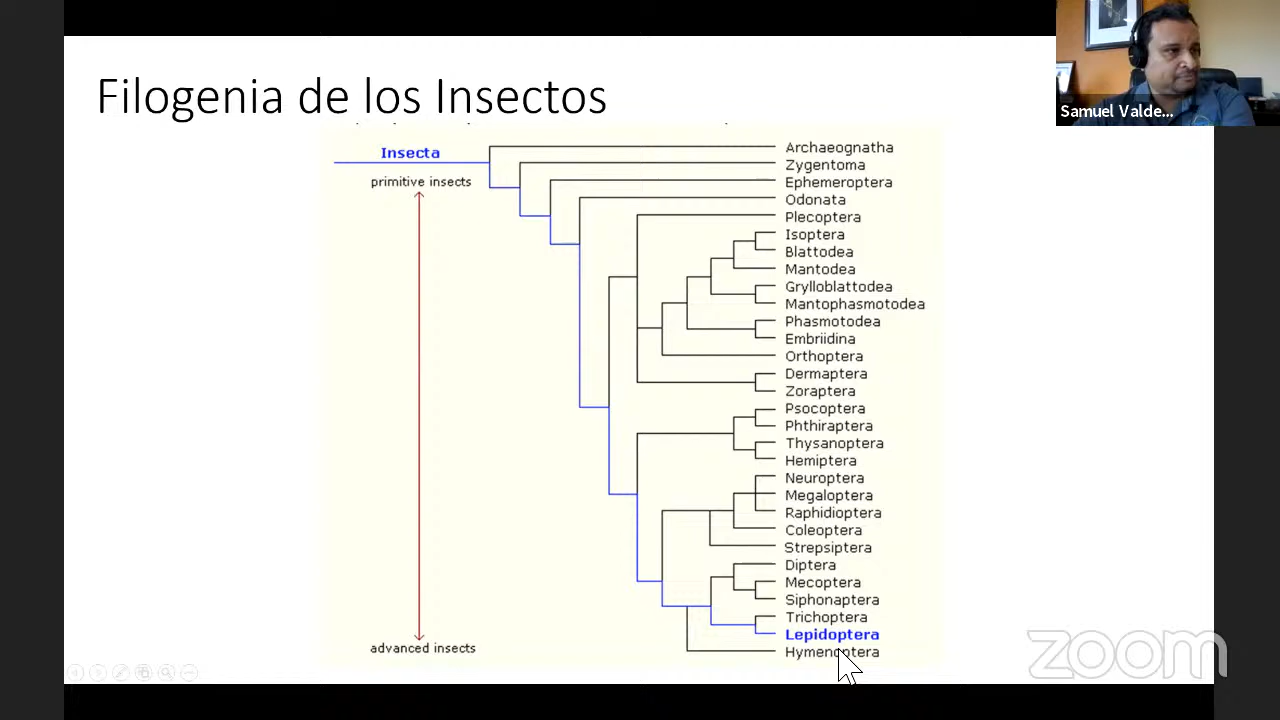 Filogenia de los Insectos
Samuel Valde...
Insecta
primitive insects
advanced insects
Archaeognatha
Zygentoma
Ephemeroptera
Odonata
Plecoptera
Isoptera
Blattodea
Mantodea
Grylloblattodea
Mantophasmotodea
Phasmotodea
Embriidina
Orthoptera
Dermaptera
Zoraptera
Psocoptera
Phthiraptera
Thysanoptera
Hemiptera
Neuroptera
Megaloptera
Raphidioptera
Coleoptera
Strepsiptera
Diptera
Mecoptera
Siphonaptera
Trichoptera
Lepidoptera
Hymenoptera
zoom